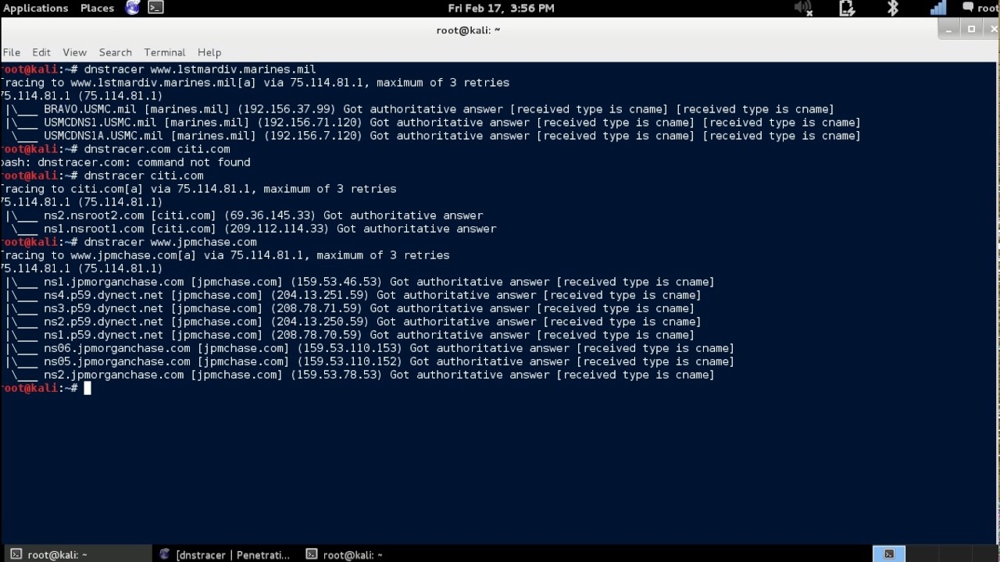 Applications Places Fri Feb 17, 3:56 PM root
root@kali: ~
File Edit View Search Terminal Help
root@kali:~# dnstracer www.1stmardiv.marines.mil
Tracing to www.1stmardiv.marines.mil[a] via 75.114.81.1, maximum of 3 retries
75.114.81.1 (75.114.81.1)
|\___ BRAVO.USMC.mil [marines.mil] (192.156.37.99) Got authoritative answer [received type is cname] [received type is cname]
|\___ USMCDNS1.USMC.mil [marines.mil] (192.156.71.120) Got authoritative answer [received type is cname] [received type is cname]
\___ USMCDNS1A.USMC.mil [marines.mil] (192.156.7.120) Got authoritative answer [received type is cname] [received type is cname]
root@kali:~# dnstracer.com citi.com
bash: dnstracer.com: command not found
root@kali:~# dnstracer citi.com
Tracing to citi.com[a] via 75.114.81.1, maximum of 3 retries
75.114.81.1 (75.114.81.1)
|\___ ns2.nsroot2.com [citi.com] (69.36.145.33) Got authoritative answer
\___ ns1.nsroot1.com [citi.com] (209.112.114.33) Got authoritative answer
root@kali:~# dnstracer www.jpmchase.com
Tracing to www.jpmchase.com[a] via 75.114.81.1, maximum of 3 retries
75.114.81.1 (75.114.81.1)
|\___ ns1.jpmorganchase.com [jpmchase.com] (159.53.46.53) Got authoritative answer [received type is cname]
|\___ ns4.p59.dynect.net [jpmchase.com] (204.13.251.59) Got authoritative answer [received type is cname]
|\___ ns3.p59.dynect.net [jpmchase.com] (208.78.71.59) Got authoritative answer [received type is cname]
|\___ ns2.p59.dynect.net [jpmchase.com] (204.13.250.59) Got authoritative answer [received type is cname]
|\___ ns1.p59.dynect.net [jpmchase.com] (208.78.70.59) Got authoritative answer [received type is cname]
|\___ ns06.jpmorganchase.com [jpmchase.com] (159.53.110.153) Got authoritative answer [received type is cname]
|\___ ns05.jpmorganchase.com [jpmchase.com] (159.53.110.152) Got authoritative answer [received type is cname]
\___ ns2.jpmorganchase.com [jpmchase.com] (159.53.78.53) Got authoritative answer [received type is cname]
root@kali:~#
root@kali: ~ [dnstracer | Penetrati... root@kali: ~